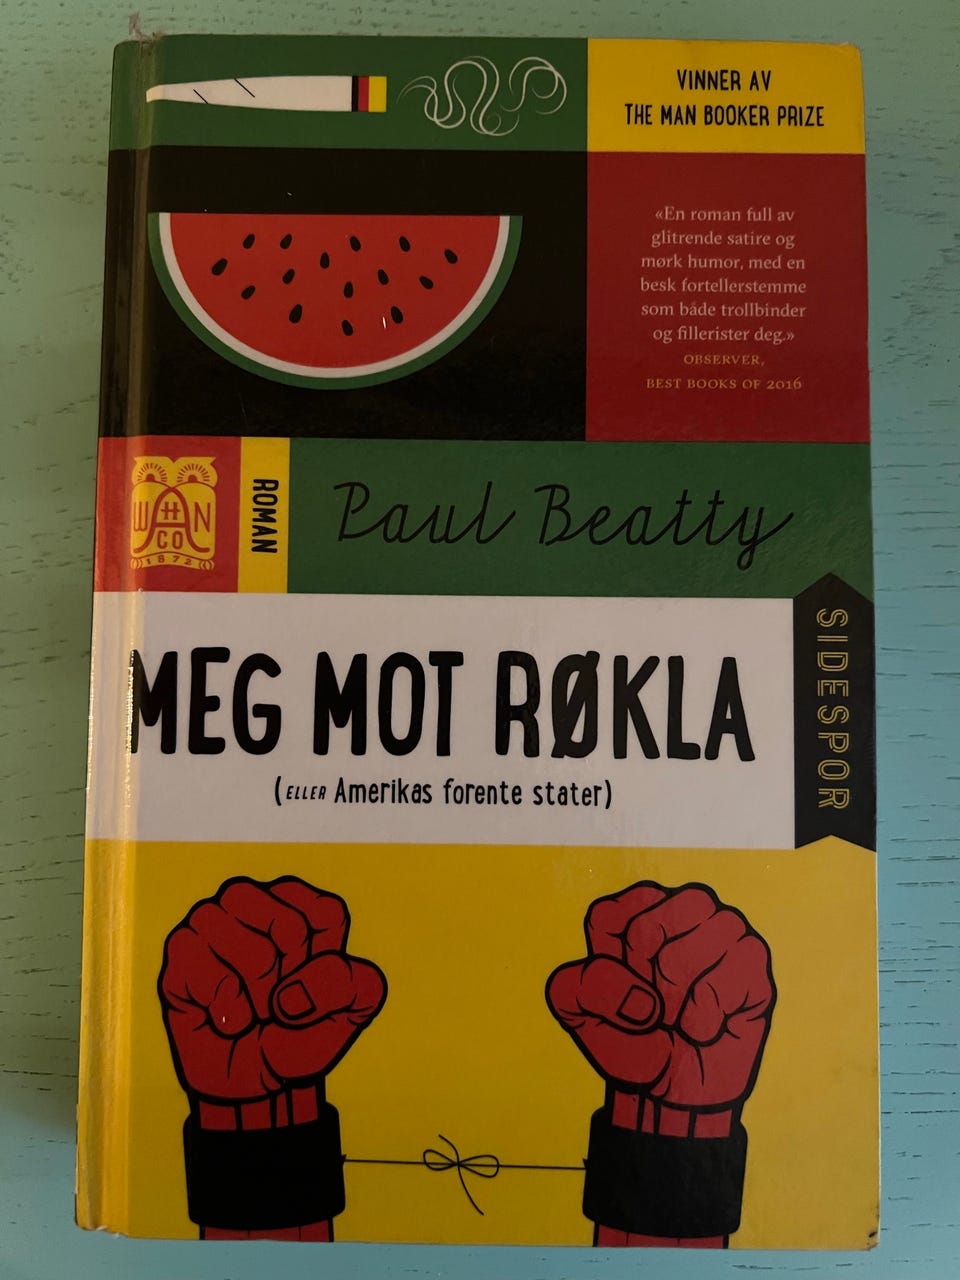 VINNER AV
THE MAN BOOKER PRIZE
«En roman full av
glitrende satire og
mørk humor, med en
besk fortellerstemme
som både trollbinder
og fillerister deg.»
OBSERVER,
BEST BOOKS OF 2016
W H N
A
CO
1872
ROMAN
Paul Beatty
MEG MOT RØKLA
(ELLER Amerikas forente stater)
SIDESPOR